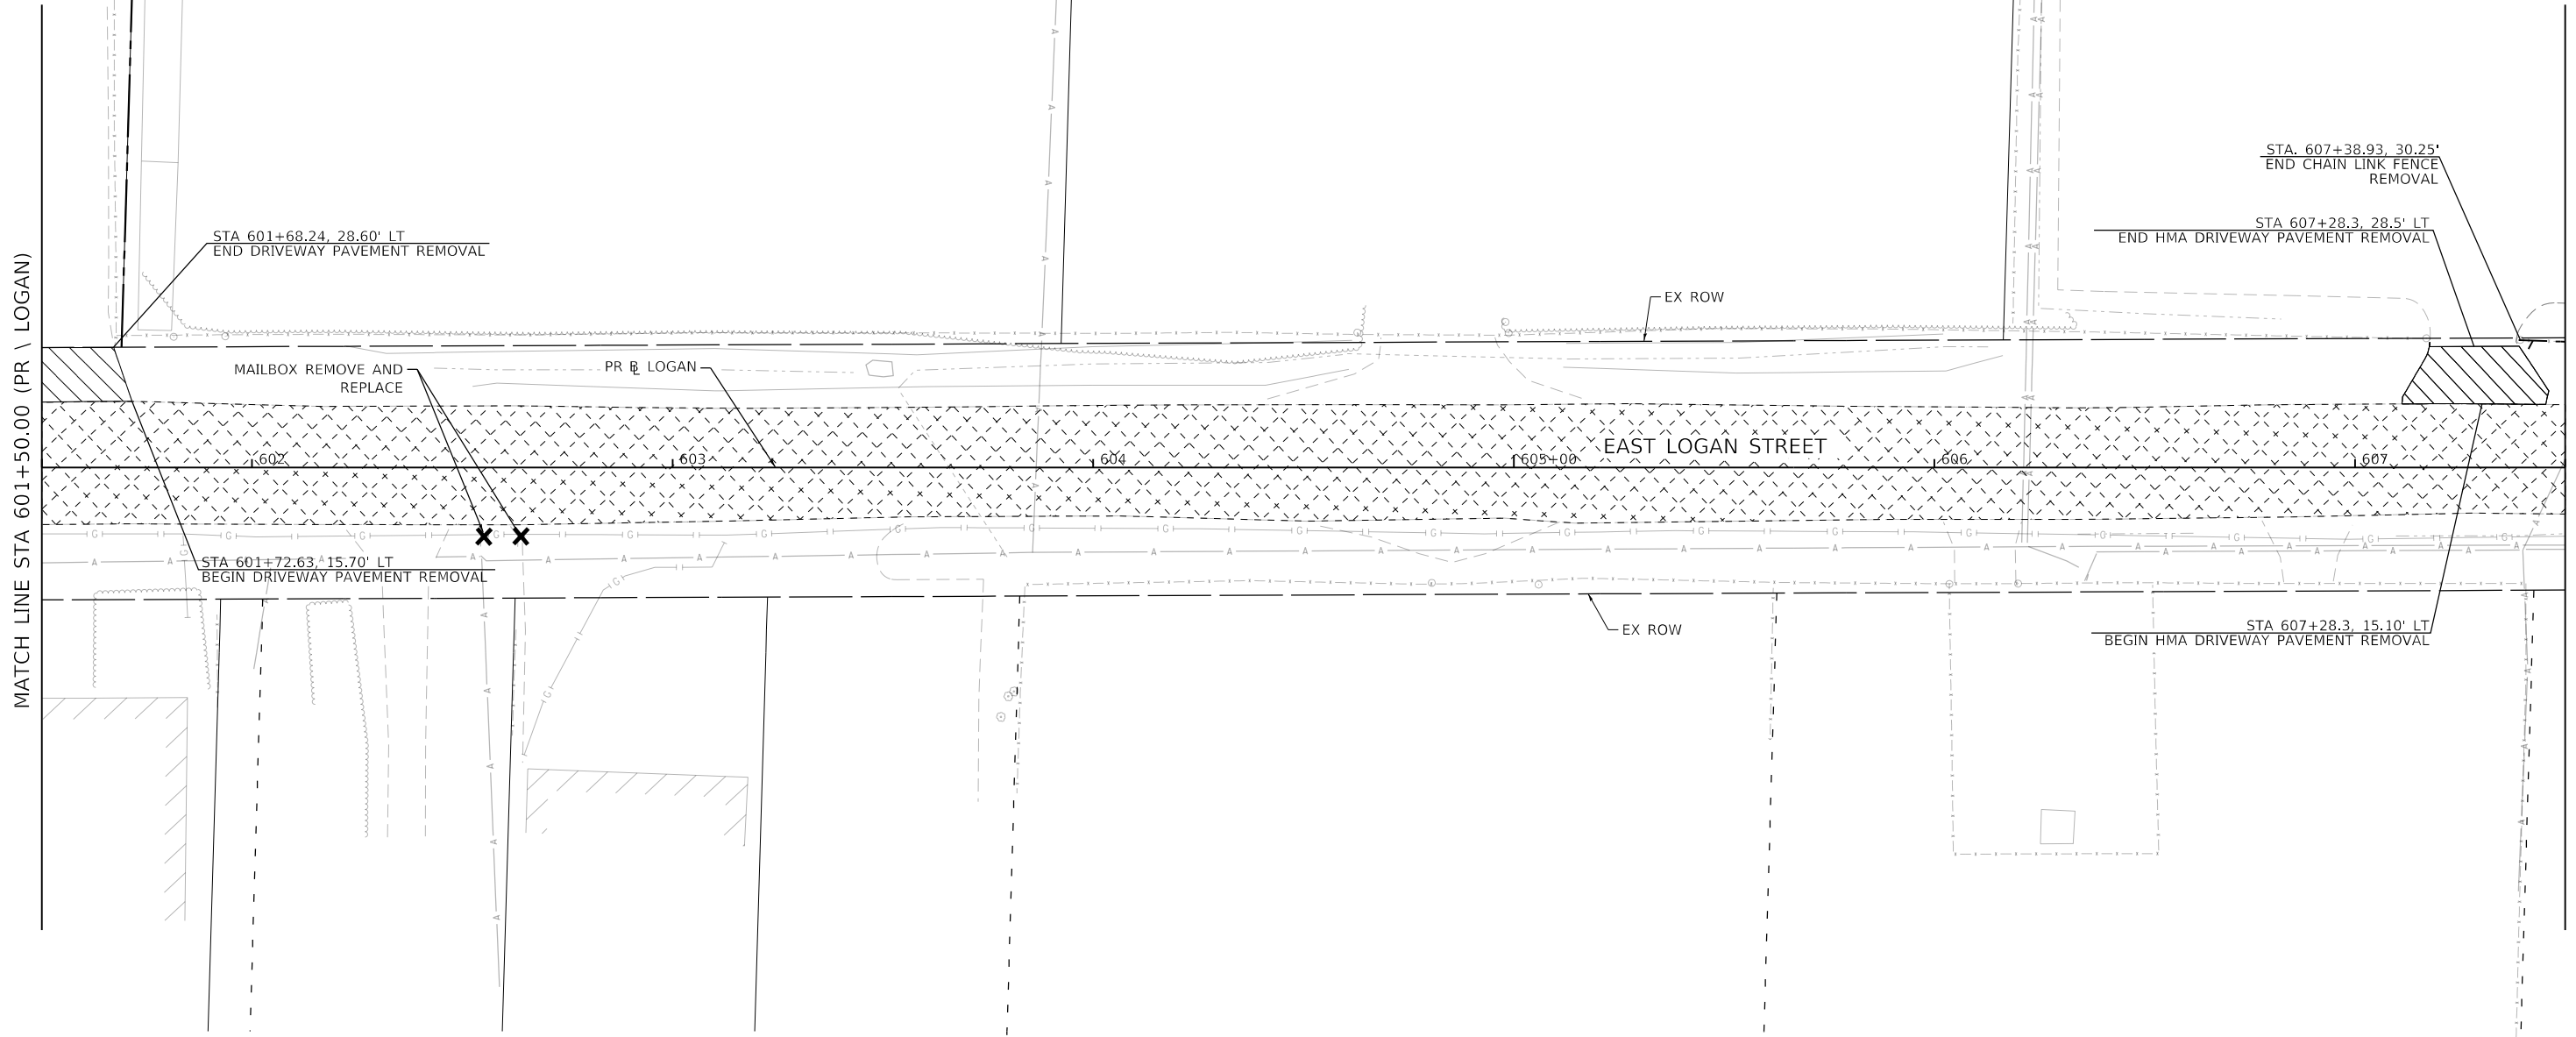 STA. 607+38.93, 30.25'
END CHAIN LINK FENCE
REMOVAL
STA 607+28.3, 28.5' LT
END HMA DRIVEWAY PAVEMENT REMOVAL
STA 601+68.24, 28.60' LT
END DRIVEWAY PAVEMENT REMOVAL
EX ROW
MAILBOX REMOVE AND
REPLACE
PR BL LOGAN
EAST LOGAN STREET
602
603
604
605+00
606
607
MATCH LINE STA 601+50.00 (PR \ LOGAN)
STA 601+72.63, 15.70' LT
BEGIN DRIVEWAY PAVEMENT REMOVAL
EX ROW
STA 607+28.3, 15.10' LT
BEGIN HMA DRIVEWAY PAVEMENT REMOVAL